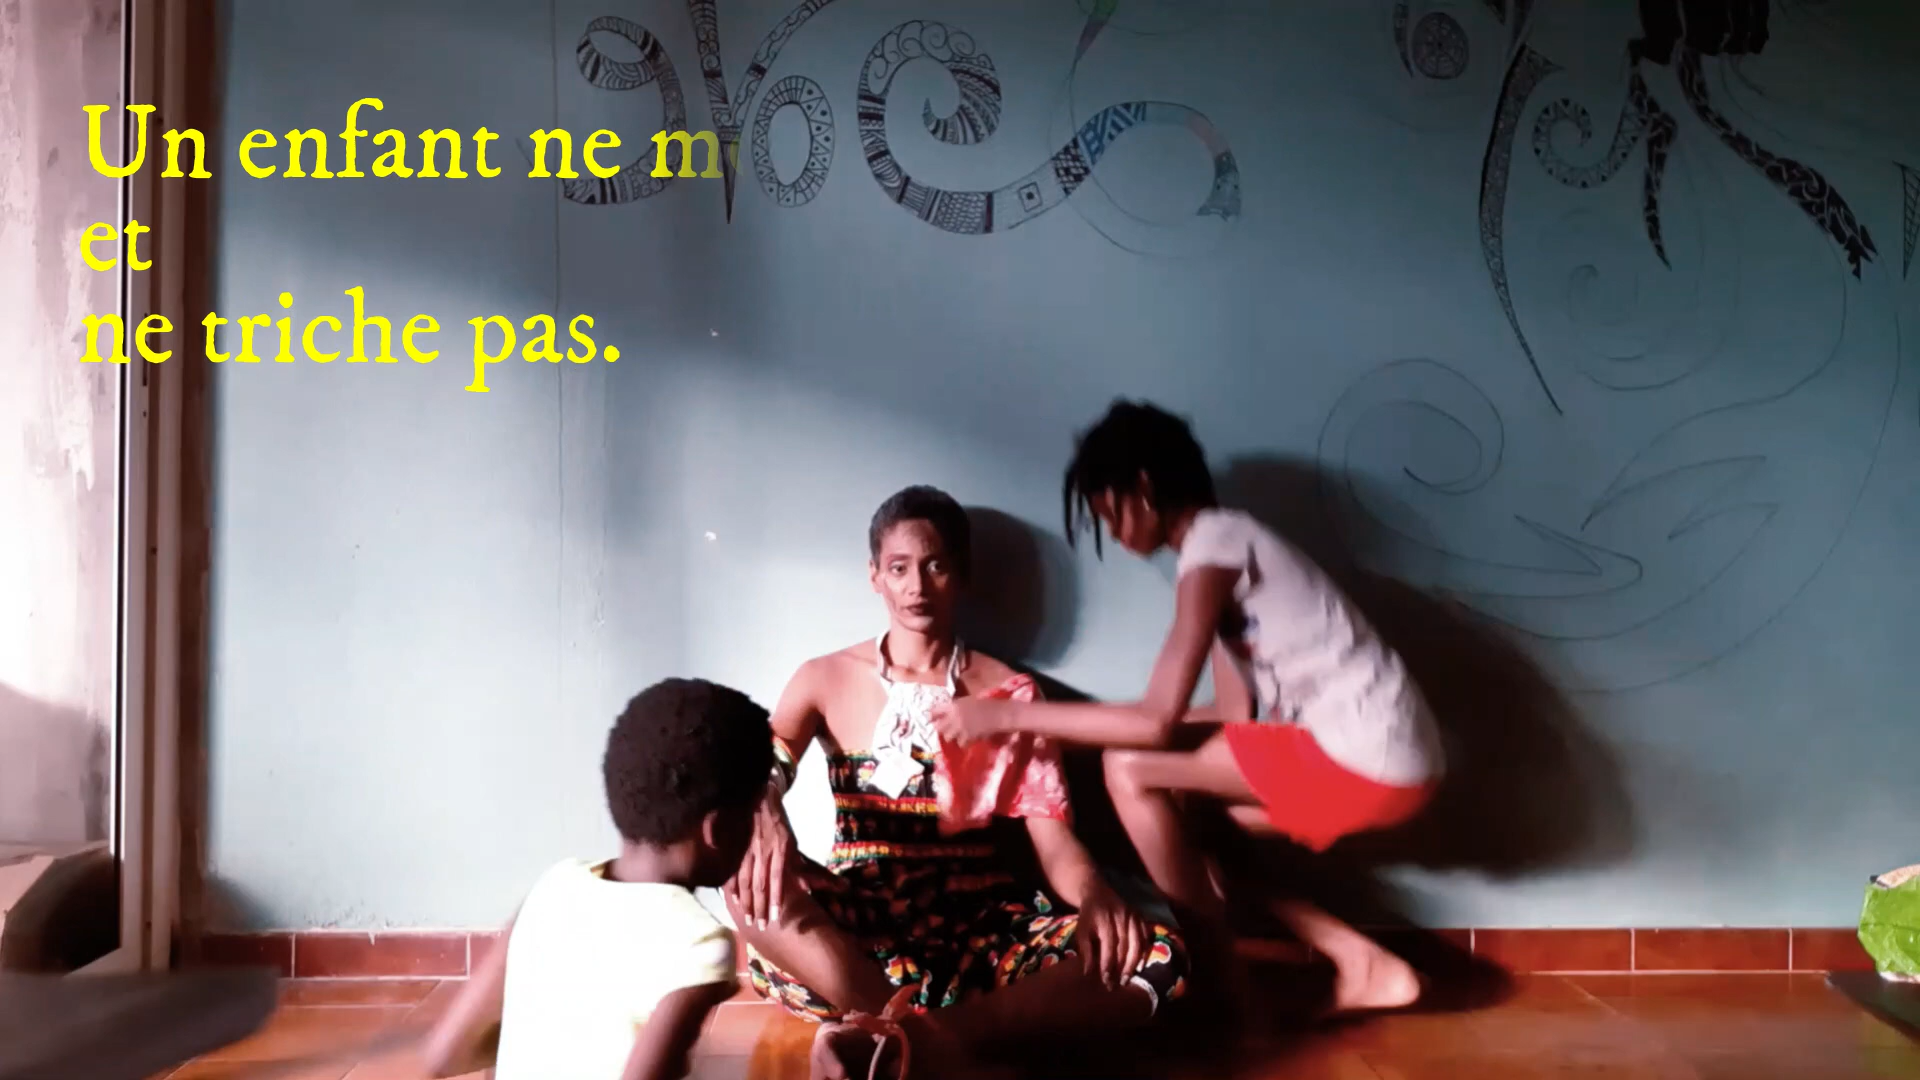 Un enfant ne m
et
ne triche pas.